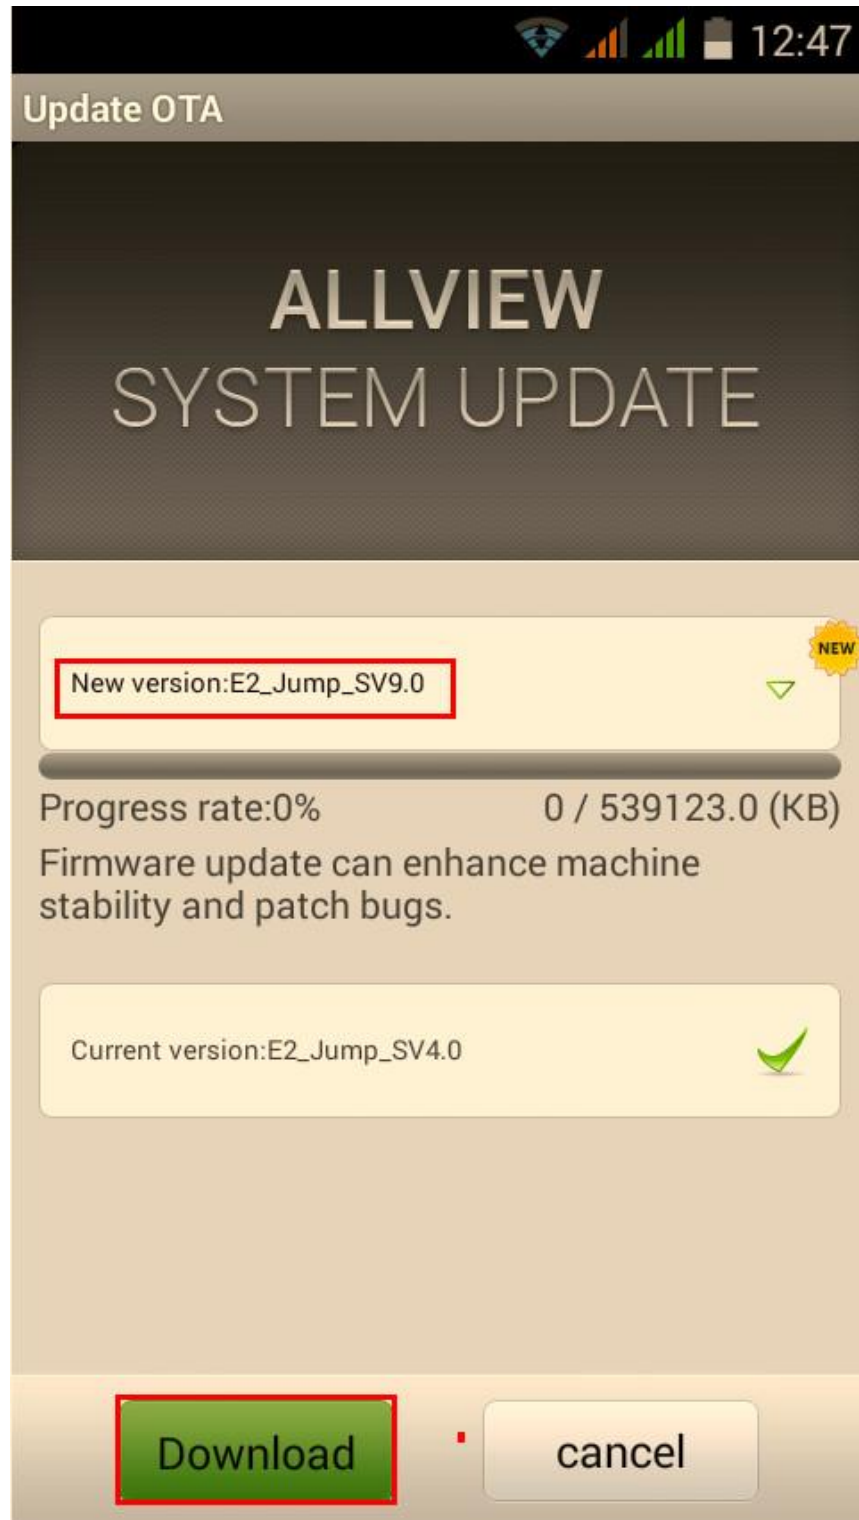 12:47
Update OTA
ALLVIEW
SYSTEM UPDATE
NEW
New version:E2_Jump_SV9.0
Progress rate:0% 0 / 539123.0 (KB)
Firmware update can enhance machine
stability and patch bugs.
Current version:E2_Jump_SV4.0
Download cancel